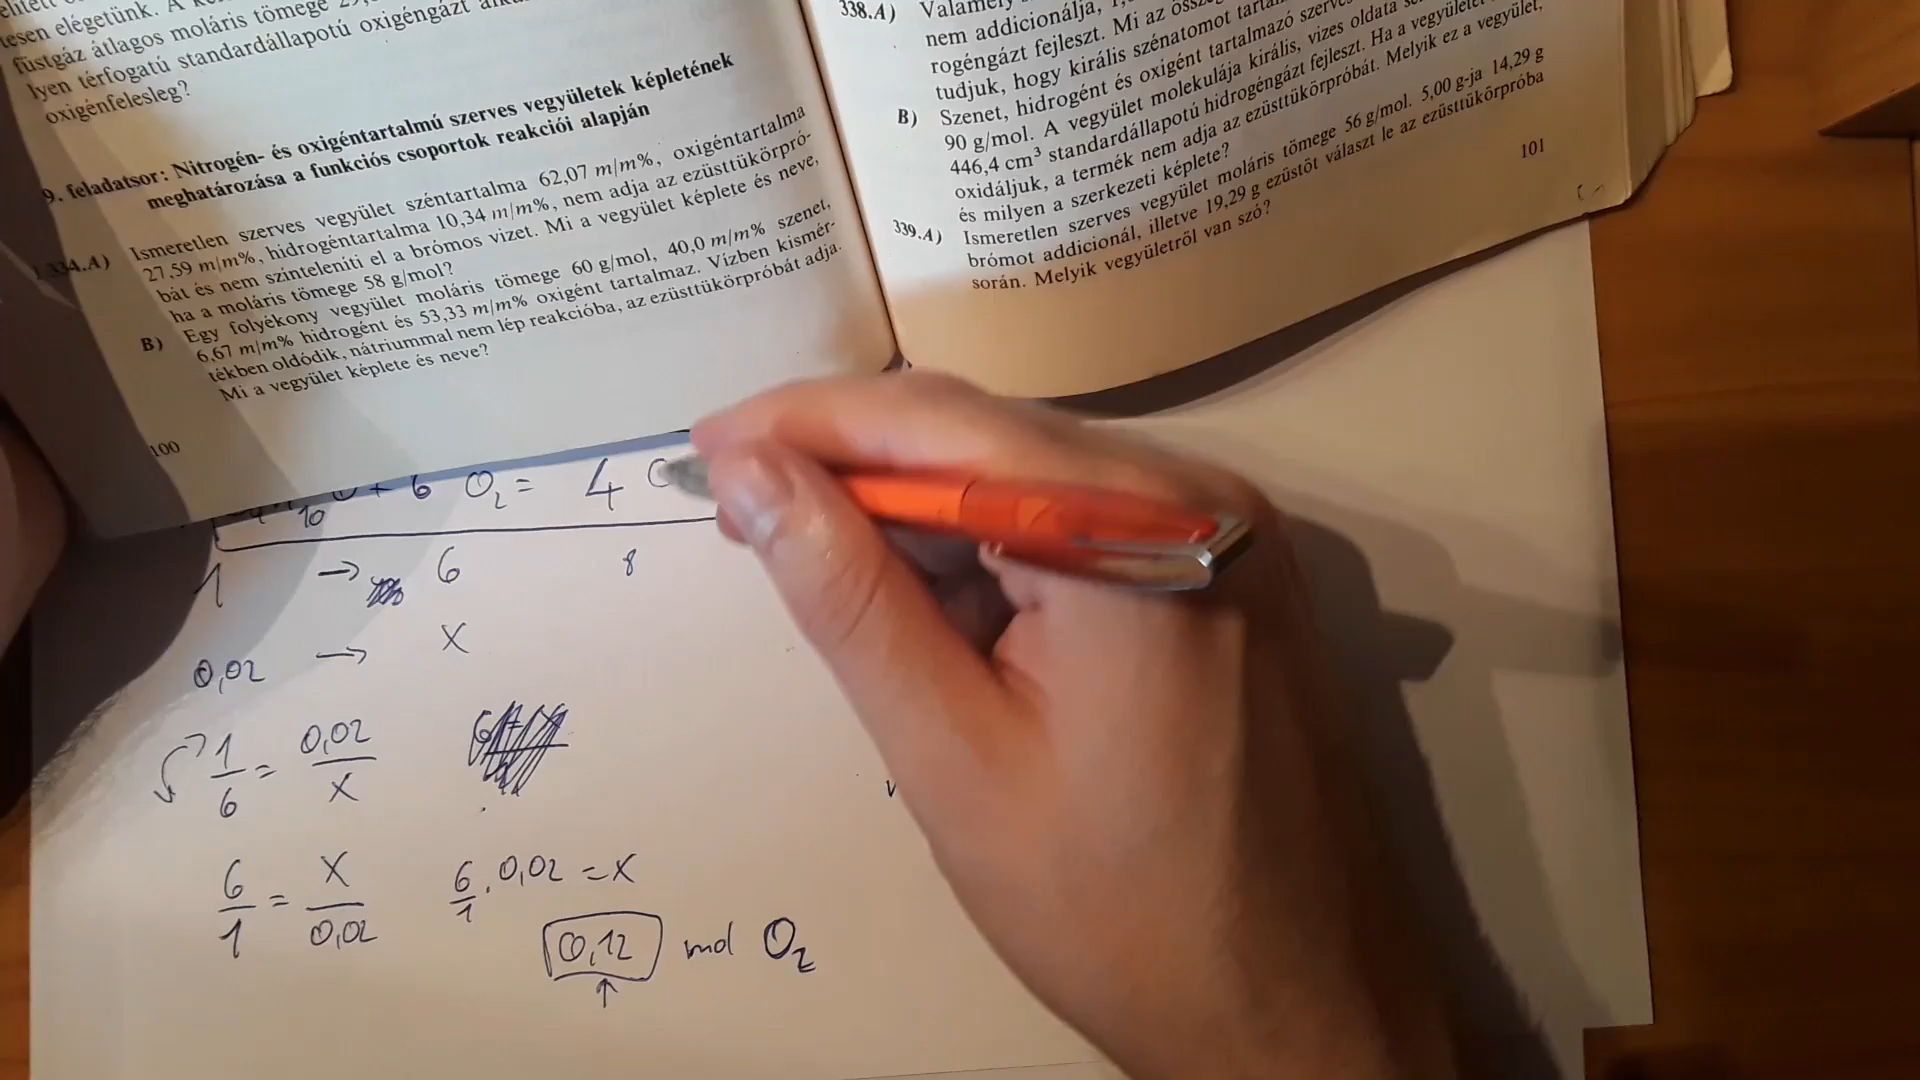 tesen elégetünk. A
füstgáz átlagos moláris tömege
lyen térfogatú standardállapotú oxigéngázt
oxigénfelesleg?
9. feladatsor: Nitrogén- és oxigéntartalmú szerves vegyületek képletének
meghatározása a funkciós csoportok reakciói alapján
334.A) Ismeretlen szerves vegyület széntartalma 62,07 m/m%, oxigéntartalma
27,59 m/m%, hidrogéntartalma 10,34 m/m%, nem adja az ezüsttükörpró-
bát és nem színteleníti el a brómos vizet. Mi a vegyület képlete és neve,
ha a moláris tömege 58 g/mol?
B) Egy folyékony vegyület moláris tömege 60 g/mol, 40,0 m/m% szenet,
6,67 m/m% hidrogént és 53,33 m/m% oxigént tartalmaz. Vízben kismér-
tékben oldódik, nátriummal nem lép reakcióba, az ezüsttükörpróbát adja.
Mi a vegyület képlete és neve?
100
338.A) Valamely
nem addicionálja,
rogéngázt fejleszt. Mi az
tudjuk, hogy királis szénatomot
B) Szenet, hidrogént és oxigént tartalmazó
90 g/mol. A vegyület molekulája királis, vizes oldata
446,4 cm³ standardállapotú hidrogéngázt fejleszt. Ha a vegyületet
oxidáljuk, a termék nem adja az ezüsttükörpróbát. Melyik ez a vegyület,
és milyen a szerkezeti képlete?
339.A) Ismeretlen szerves vegyület moláris tömege 56 g/mol. 5,00 g-ja 14,29 g
brómot addicionál, illetve 19,29 g ezüstöt választ le az ezüsttükörpróba
során. Melyik vegyületről van szó?
101
10 + 6 O₂ = 4
1 → 6 8
0,02 → x
1/6 = 0,02/x
6/1 = x/0,02 6/1 · 0,02 = x
0,12 mol O₂